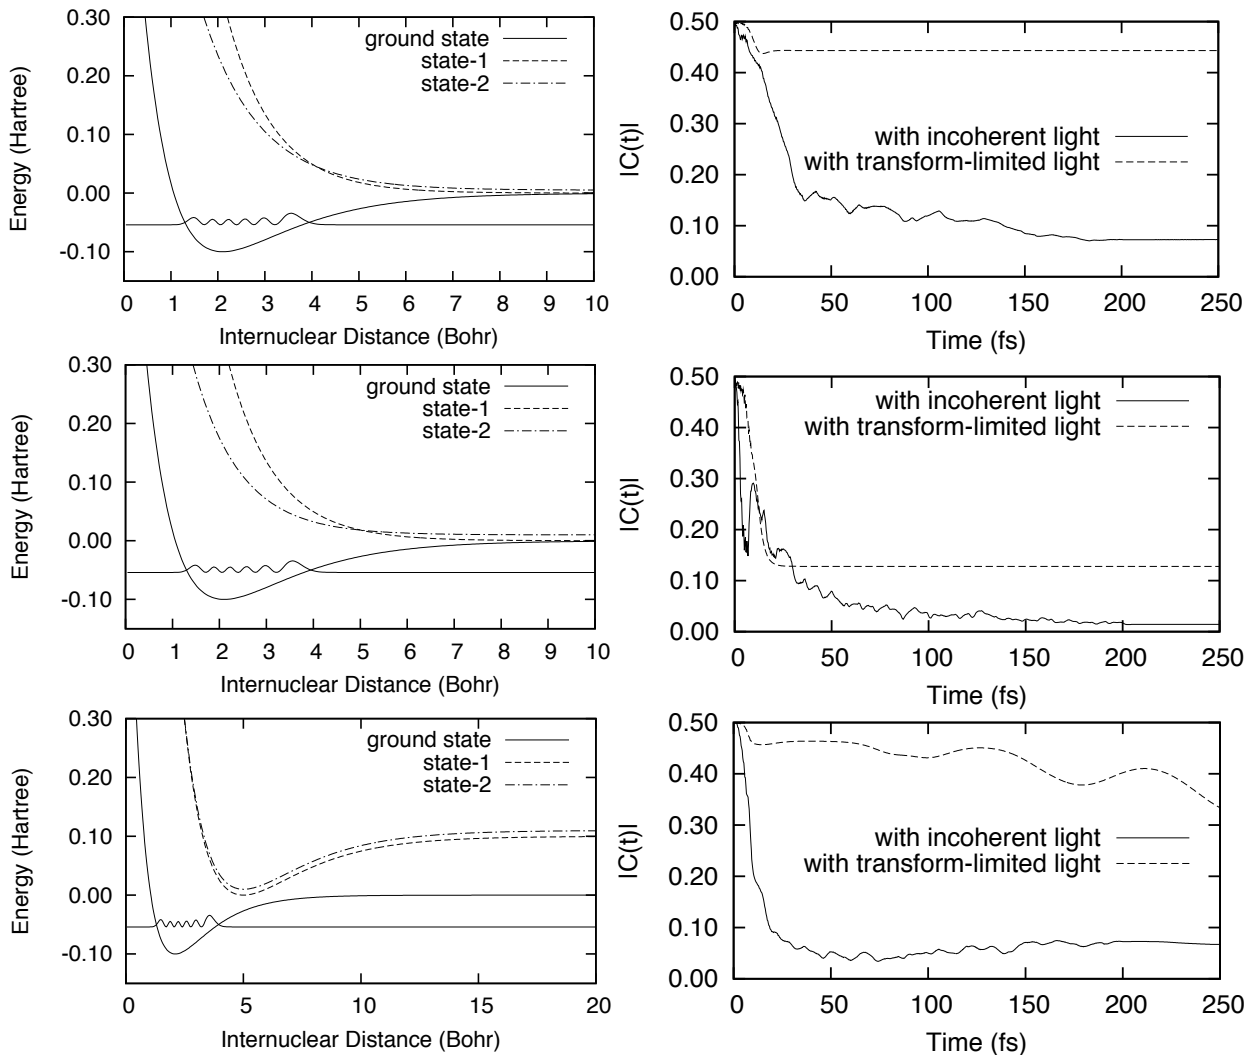 0.30
0.20
0.10
0.00
-0.10
Energy (Hartree)
ground state
state-1
state-2
0 1 2 3 4 5 6 7 8 9 10
Internuclear Distance (Bohr)
0.50
0.40
0.30
0.20
0.10
0.00
|C(t)|
with incoherent light
with transform-limited light
0 50 100 150 200 250
Time (fs)
0.30
0.20
0.10
0.00
-0.10
Energy (Hartree)
ground state
state-1
state-2
0 1 2 3 4 5 6 7 8 9 10
Internuclear Distance (Bohr)
0.50
0.40
0.30
0.20
0.10
0.00
|C(t)|
with incoherent light
with transform-limited light
0 50 100 150 200 250
Time (fs)
0.30
0.20
0.10
0.00
-0.10
Energy (Hartree)
ground state
state-1
state-2
0 5 10 15 20
Internuclear Distance (Bohr)
0.50
0.40
0.30
0.20
0.10
0.00
|C(t)|
with incoherent light
with transform-limited light
0 50 100 150 200 250
Time (fs)